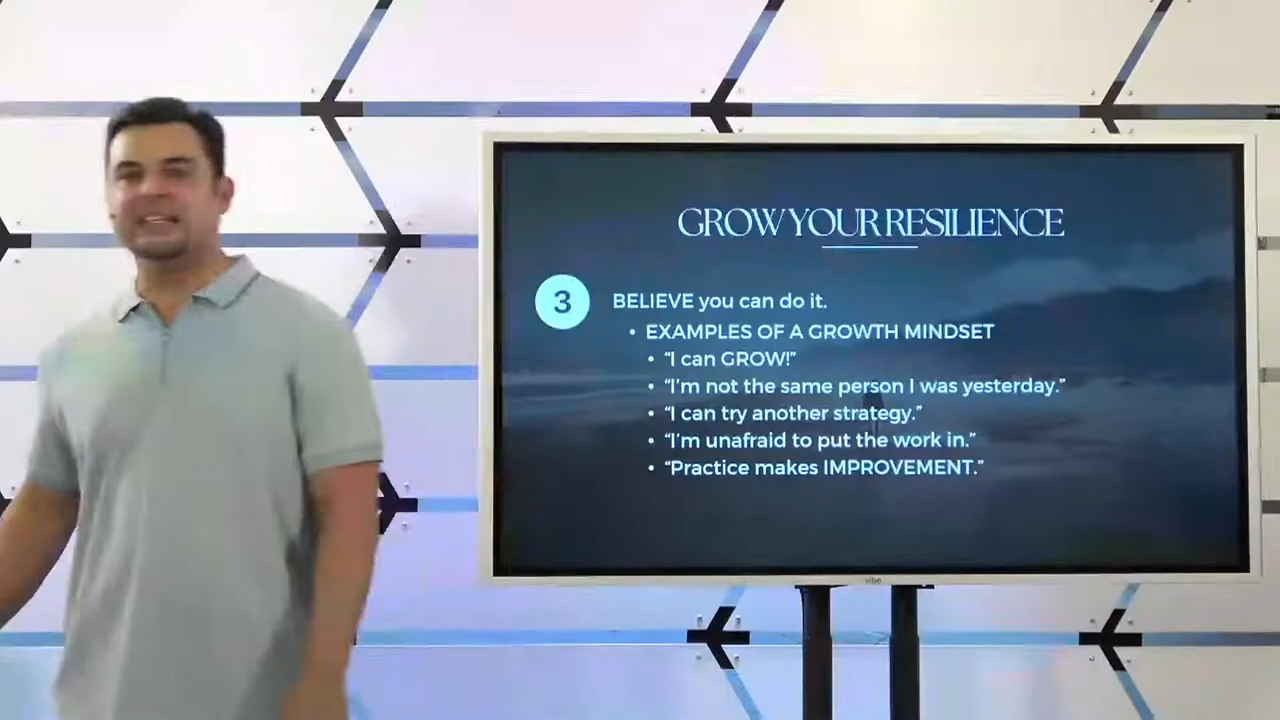 GROW YOUR RESILIENCE
3
BELIEVE you can do it.
• EXAMPLES OF A GROWTH MINDSET
• “I can GROW!”
• “I'm not the same person I was yesterday.”
• “I can try another strategy.”
• “I'm unafraid to put the work in.”
• “Practice makes IMPROVEMENT.”
vibe